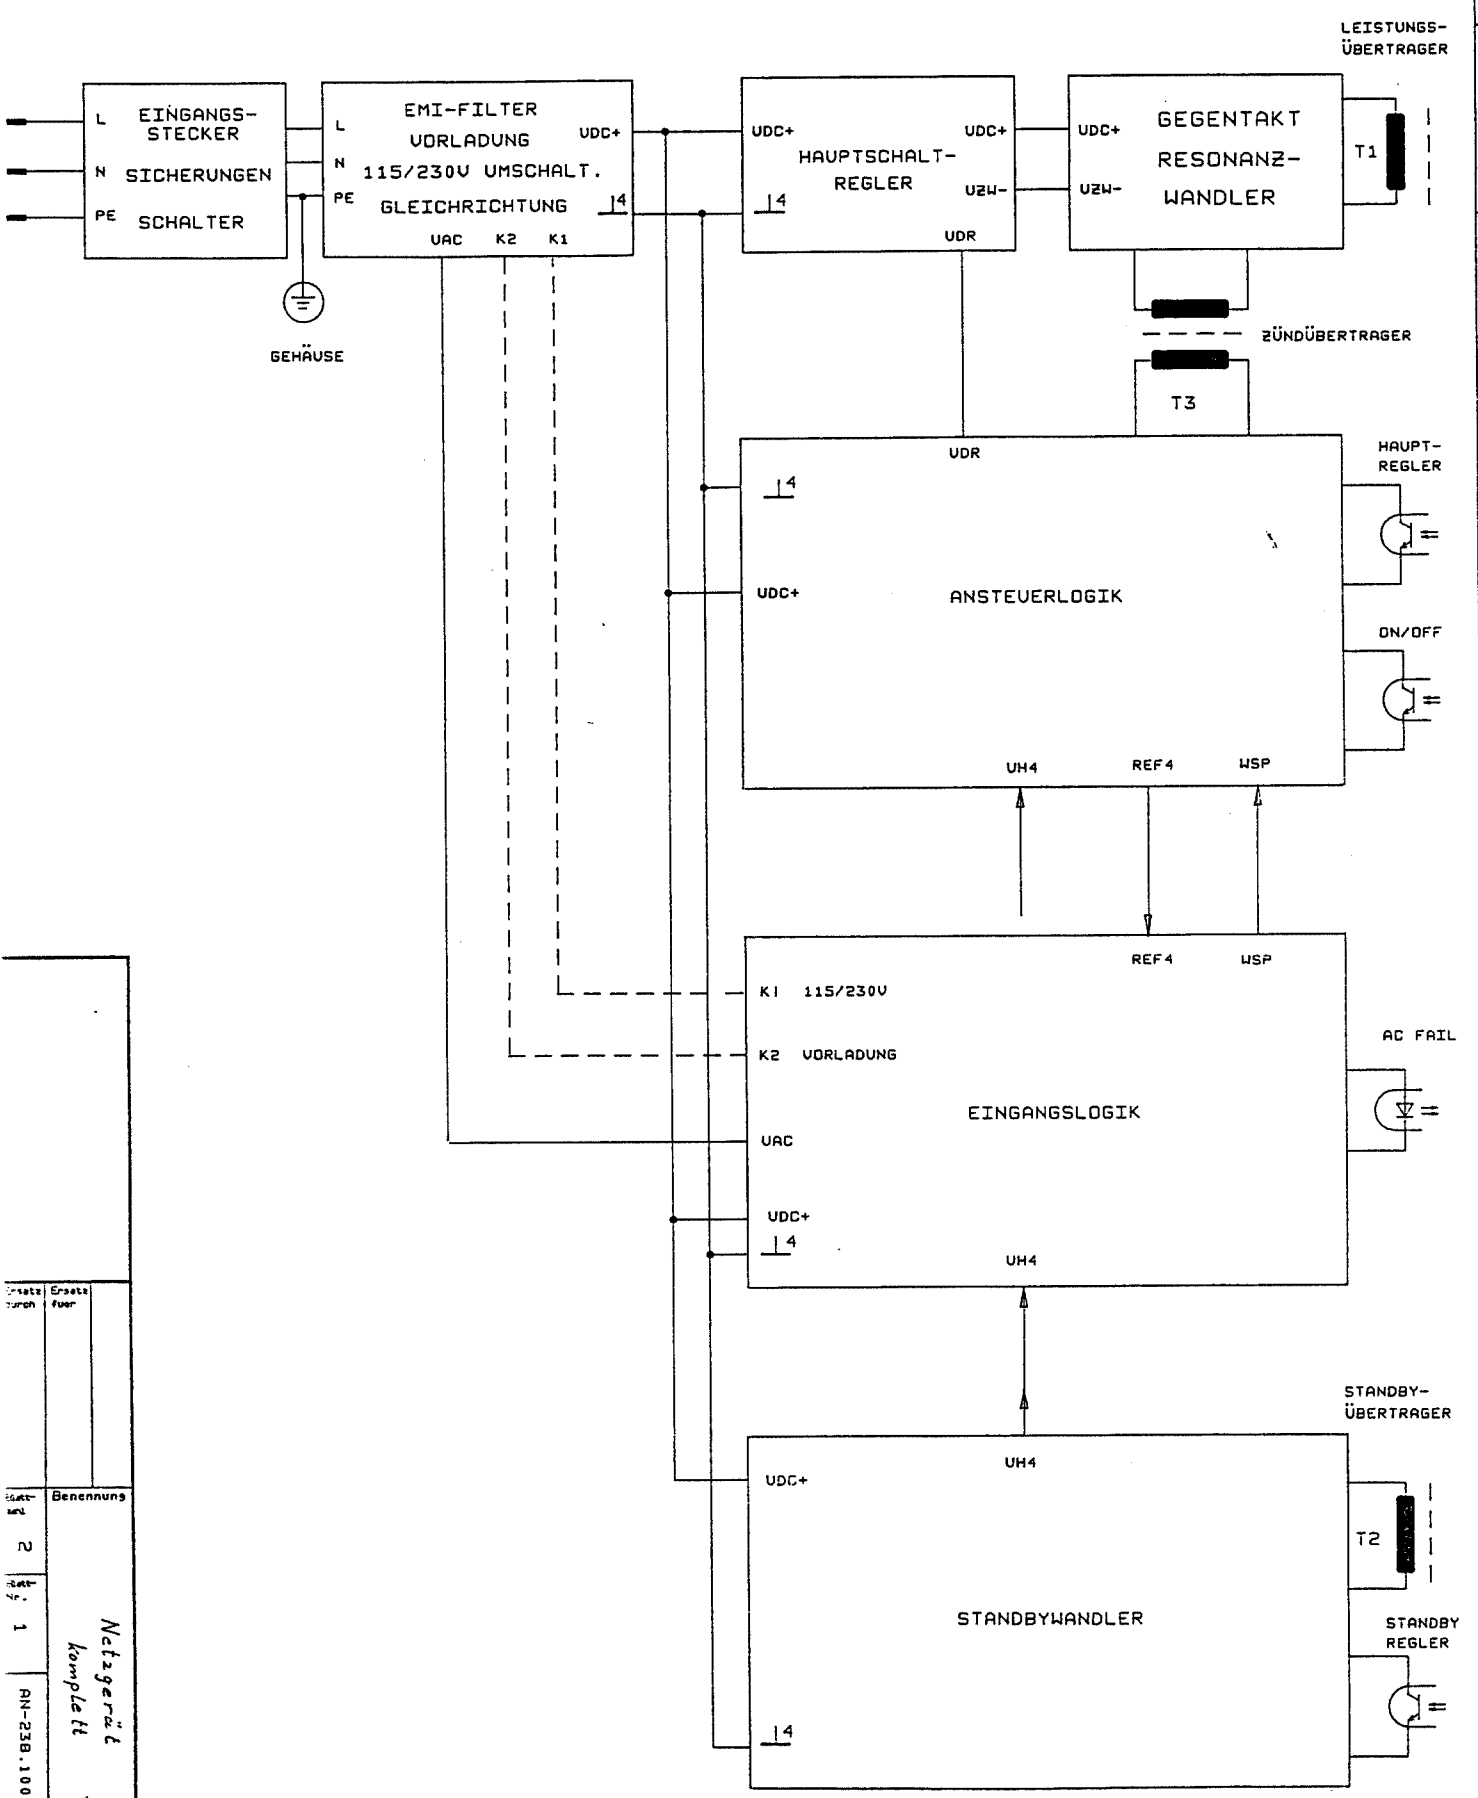 LEISTUNGS-
ÜBERTRAGER
L
N
PE
EINGANGS-
STECKER
SICHERUNGEN
SCHALTER
GEHÄUSE
L
N
PE
EMI-FILTER
VORLADUNG
115/230V UMSCHALT.
GLEICHRICHTUNG
UDC+
4
UAC K2 K1
UDC+
4
HAUPTSCHALT-
REGLER
UDC+
UZW-
UDR
UDC+
UZW-
GEGENTAKT
RESONANZ-
WANDLER
T1
ZÜNDÜBERTRAGER
T3
UDR
4
UDC+
ANSTEUERLOGIK
HAUPT-
REGLER
ON/OFF
UH4 REF4 WSP
REF4 WSP
K1 115/230V
K2 VORLADUNG
EINGANGSLOGIK
UAC
UDC+
4
UH4
AC FAIL
STANDBY-
ÜBERTRAGER
UH4
UDC+
T2
STANDBYWANDLER
STANDBY
REGLER
4
Ersatz
fuer
Benennung
2
1
Netzgerät
komplett
AN-238.100